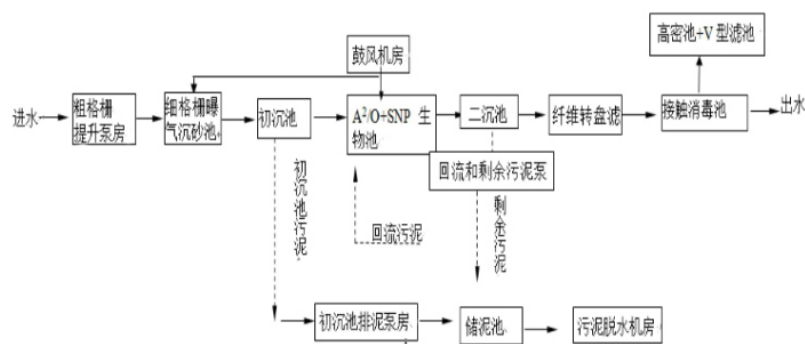 高密池+V 型滤池
鼓风机房
进水
粗格栅
提升泵房
细格栅曝
气沉砂池
初沉池
A²/O+SNP 生
物池
二沉池
纤维转盘滤
接触消毒池
出水
回流和剩余污泥泵
初沉池污泥
回流污泥
剩余污泥
初沉池排泥泵房
储泥池
污泥脱水机房